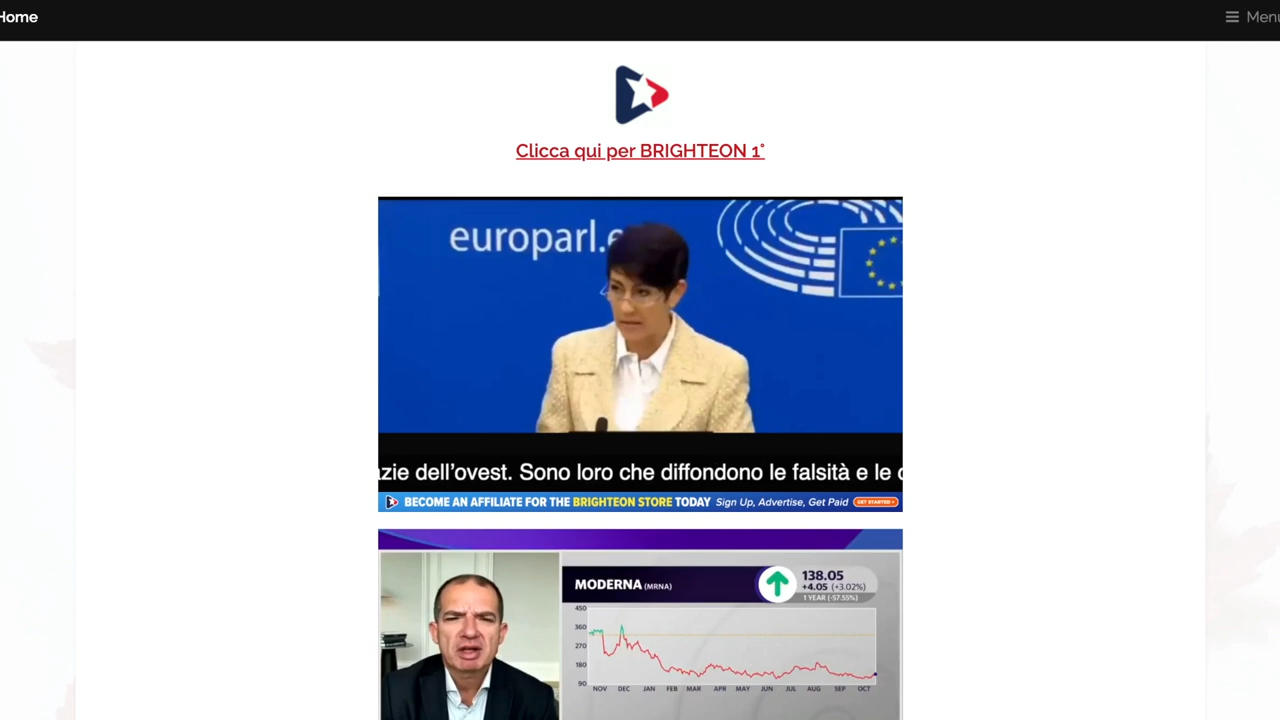 Home
Menu
Clicca qui per BRIGHTEON 1°
europarl.e
zie dell'ovest. Sono loro che diffondono le falsità e le
BECOME AN AFFILIATE FOR THE BRIGHTEON STORE TODAY Sign Up, Advertise, Get Paid GET STARTED >
MODERNA (MRNA)
138.05
+4.05 (+3.02%)
1 YEAR (-57.55%)
450
360
270
180
90
NOV DEC JAN FEB MAR APR MAY JUN JUL AUG SEP OCT